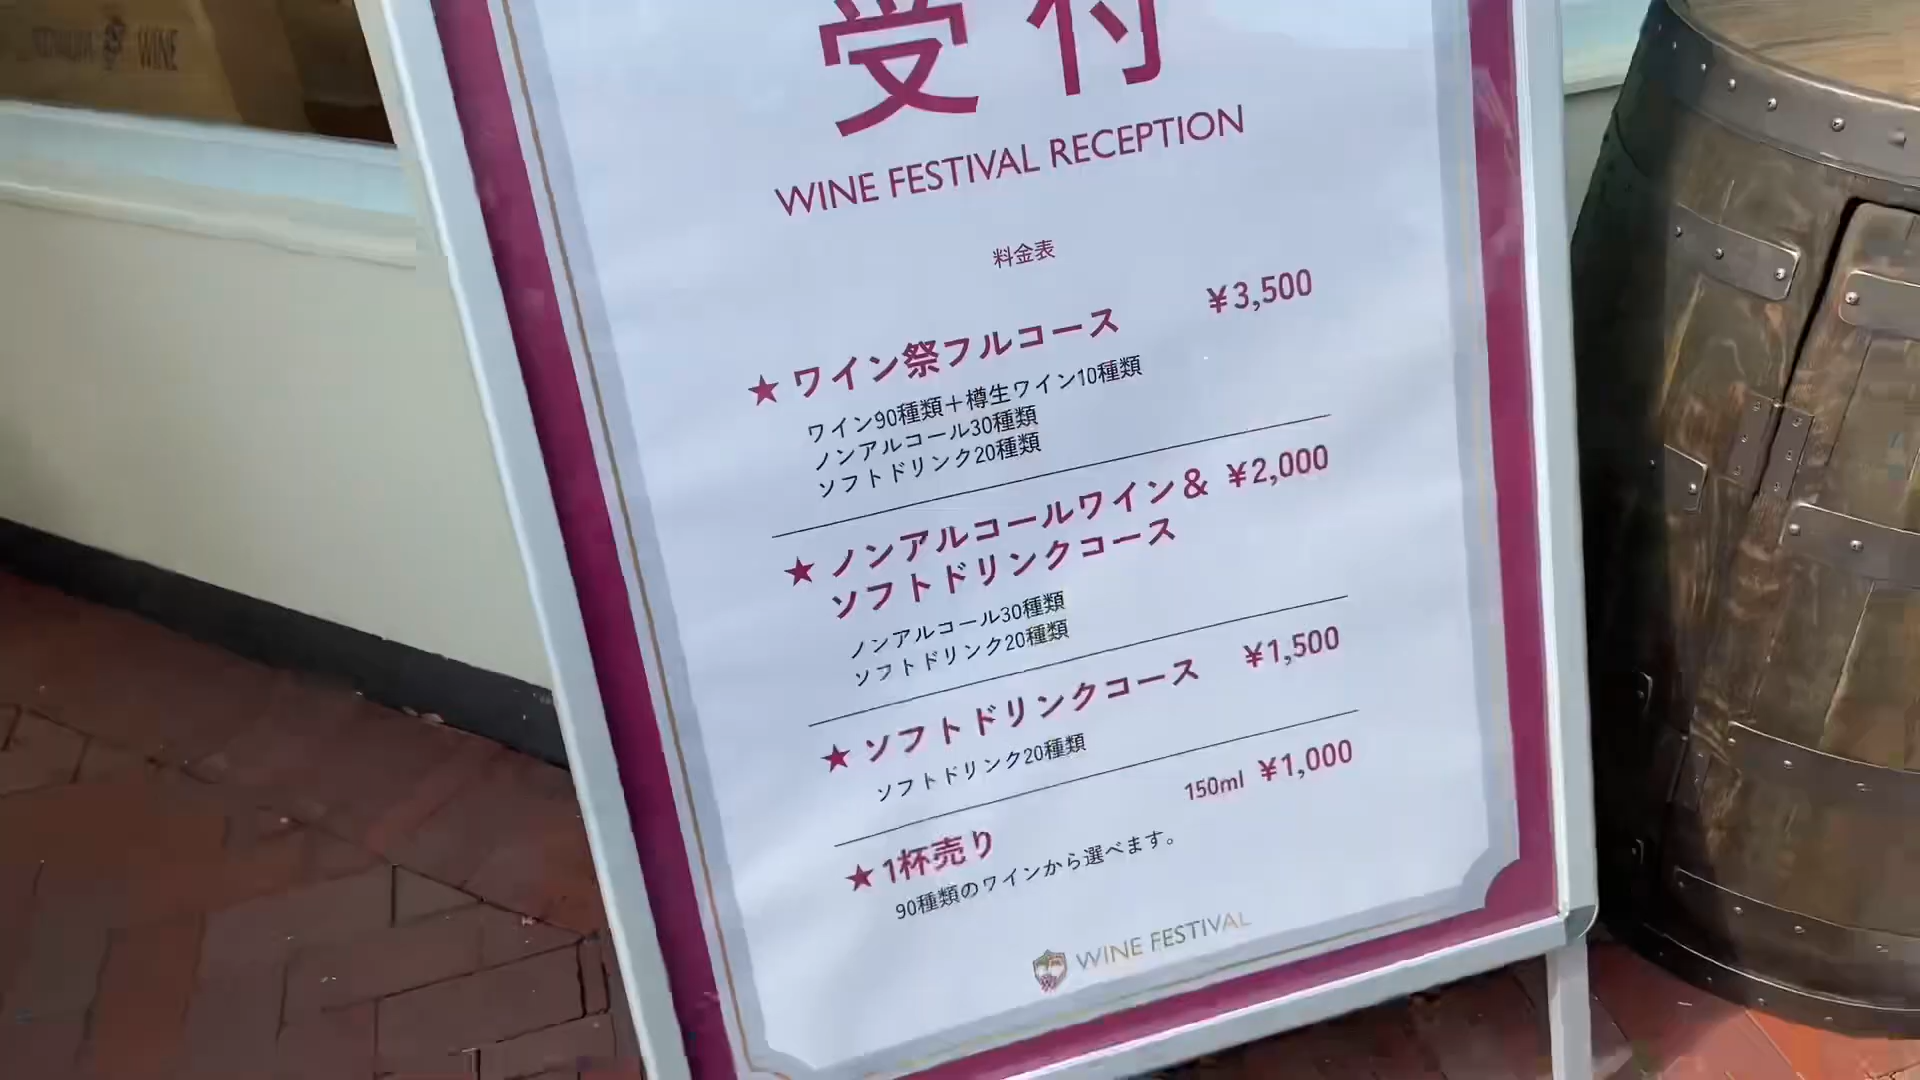 WINE
受付
WINE FESTIVAL RECEPTION
料金表
★ワイン祭フルコース ¥3,500
ワイン90種類＋樽生ワイン10種類
ノンアルコール30種類
ソフトドリンク20種類
★ノンアルコールワイン& ¥2,000
ソフトドリンクコース
ノンアルコール30種類
ソフトドリンク20種類
★ソフトドリンクコース ¥1,500
ソフトドリンク20種類
★1杯売り 150ml ¥1,000
90種類のワインから選べます。
WINE FESTIVAL